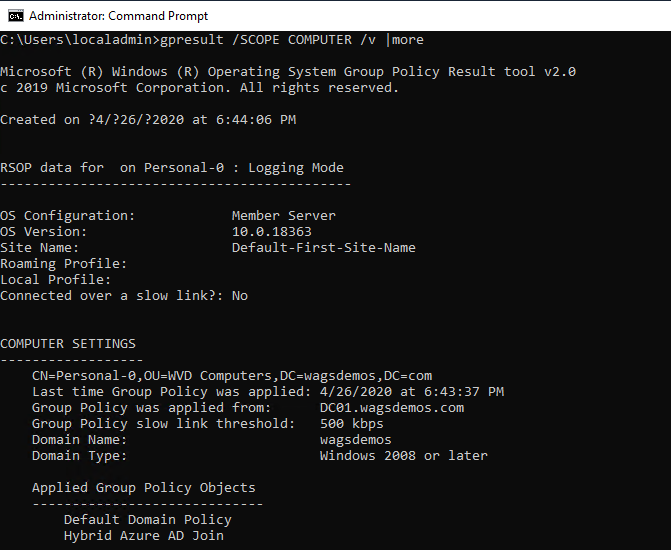 Administrator: Command Prompt
C:\Users\localadmin>gpresult /SCOPE COMPUTER /v |more
Microsoft (R) Windows (R) Operating System Group Policy Result tool v2.0
c 2019 Microsoft Corporation. All rights reserved.
Created on ?4/?26/?2020 at 6:44:06 PM
RSOP data for  on Personal-0 : Logging Mode
--------------------------------------------
OS Configuration:            Member Server
OS Version:                  10.0.18363
Site Name:                   Default-First-Site-Name
Roaming Profile:
Local Profile:
Connected over a slow link?: No
COMPUTER SETTINGS
------------------
    CN=Personal-0,OU=WVD Computers,DC=wagsdemos,DC=com
    Last time Group Policy was applied: 4/26/2020 at 6:43:37 PM
    Group Policy was applied from:      DC01.wagsdemos.com
    Group Policy slow link threshold:   500 kbps
    Domain Name:                        wagsdemos
    Domain Type:                        Windows 2008 or later
    Applied Group Policy Objects
    -----------------------------
        Default Domain Policy
        Hybrid Azure AD Join